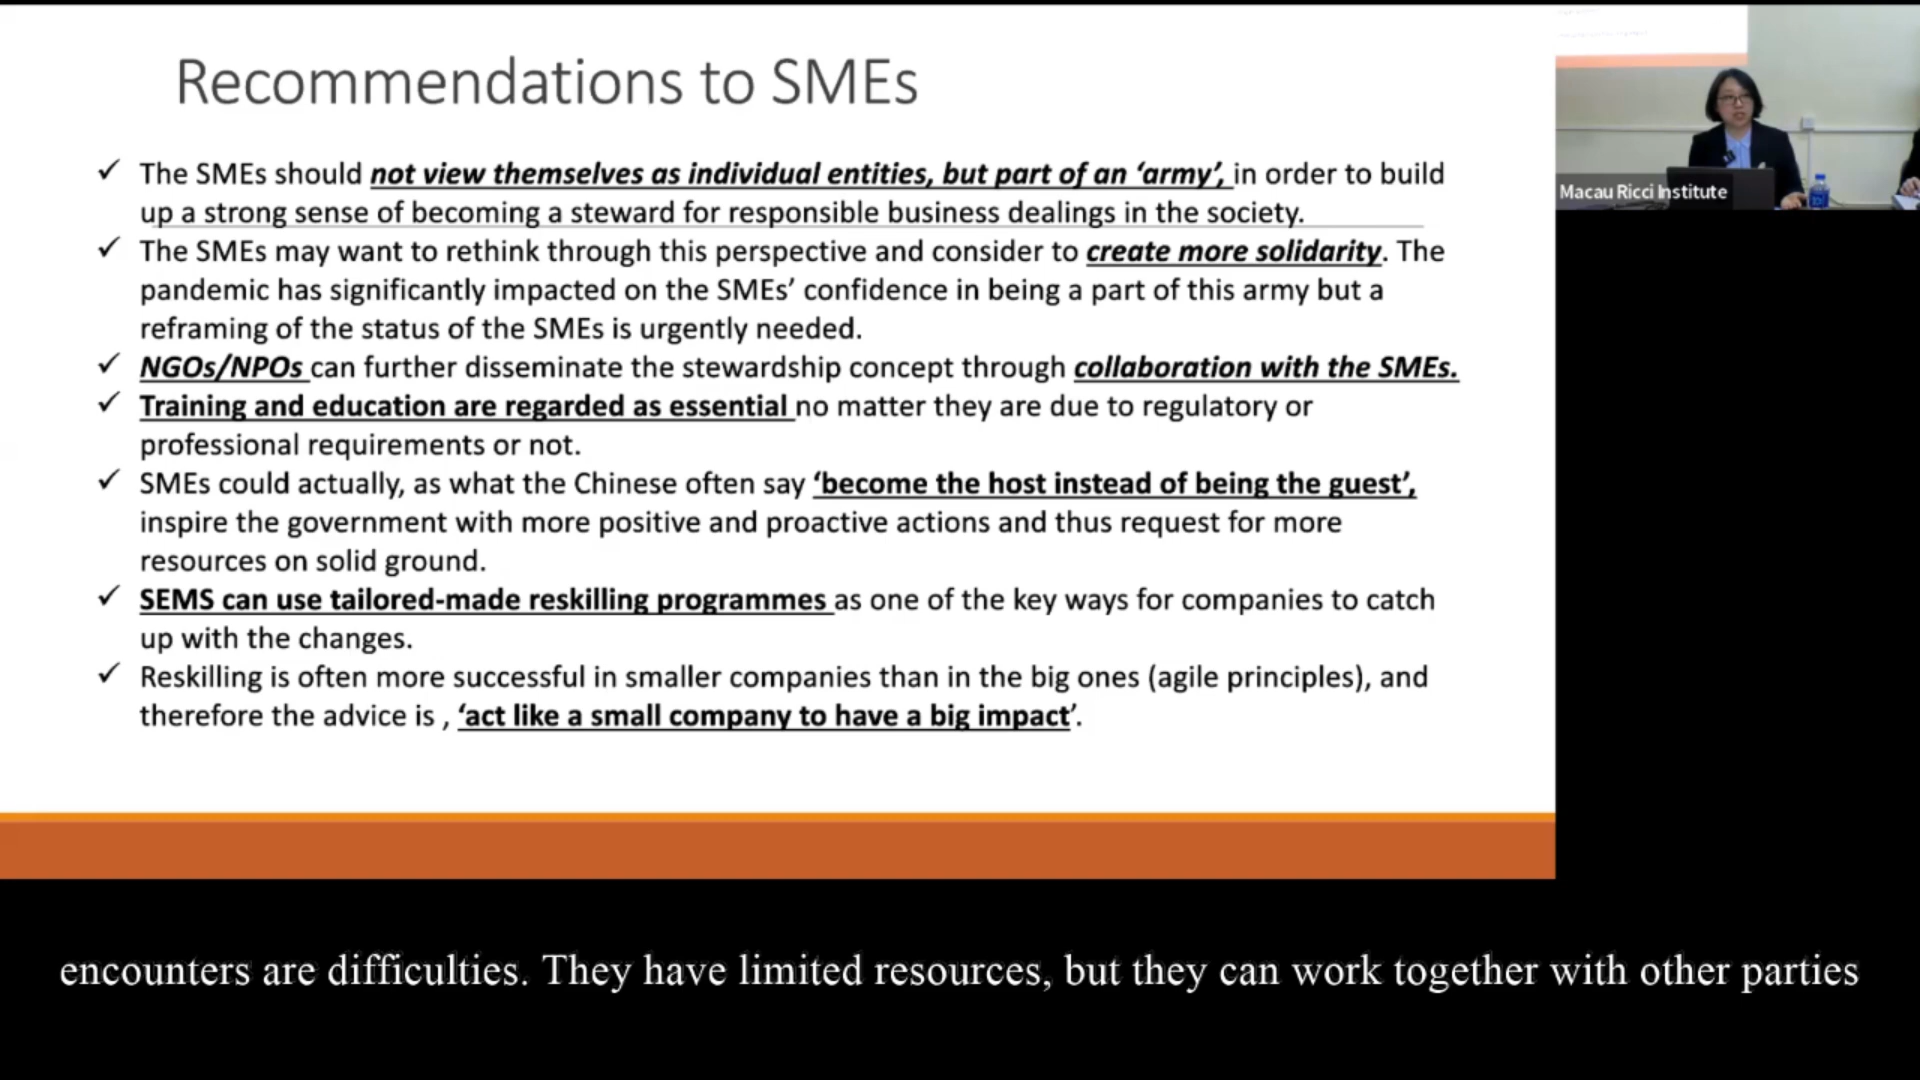 Recommendations to SMEs
✓ The SMEs should not view themselves as individual entities, but part of an ‘army’, in order to build
up a strong sense of becoming a steward for responsible business dealings in the society.
✓ The SMEs may want to rethink through this perspective and consider to create more solidarity. The
pandemic has significantly impacted on the SMEs’ confidence in being a part of this army but a
reframing of the status of the SMEs is urgently needed.
✓ NGOs/NPOs can further disseminate the stewardship concept through collaboration with the SMEs.
✓ Training and education are regarded as essential no matter they are due to regulatory or
professional requirements or not.
✓ SMEs could actually, as what the Chinese often say ‘become the host instead of being the guest’,
inspire the government with more positive and proactive actions and thus request for more
resources on solid ground.
✓ SEMS can use tailored-made reskilling programmes as one of the key ways for companies to catch
up with the changes.
✓ Reskilling is often more successful in smaller companies than in the big ones (agile principles), and
therefore the advice is , ‘act like a small company to have a big impact’.
Macau Ricci Institute
encounters are difficulties. They have limited resources, but they can work together with other parties